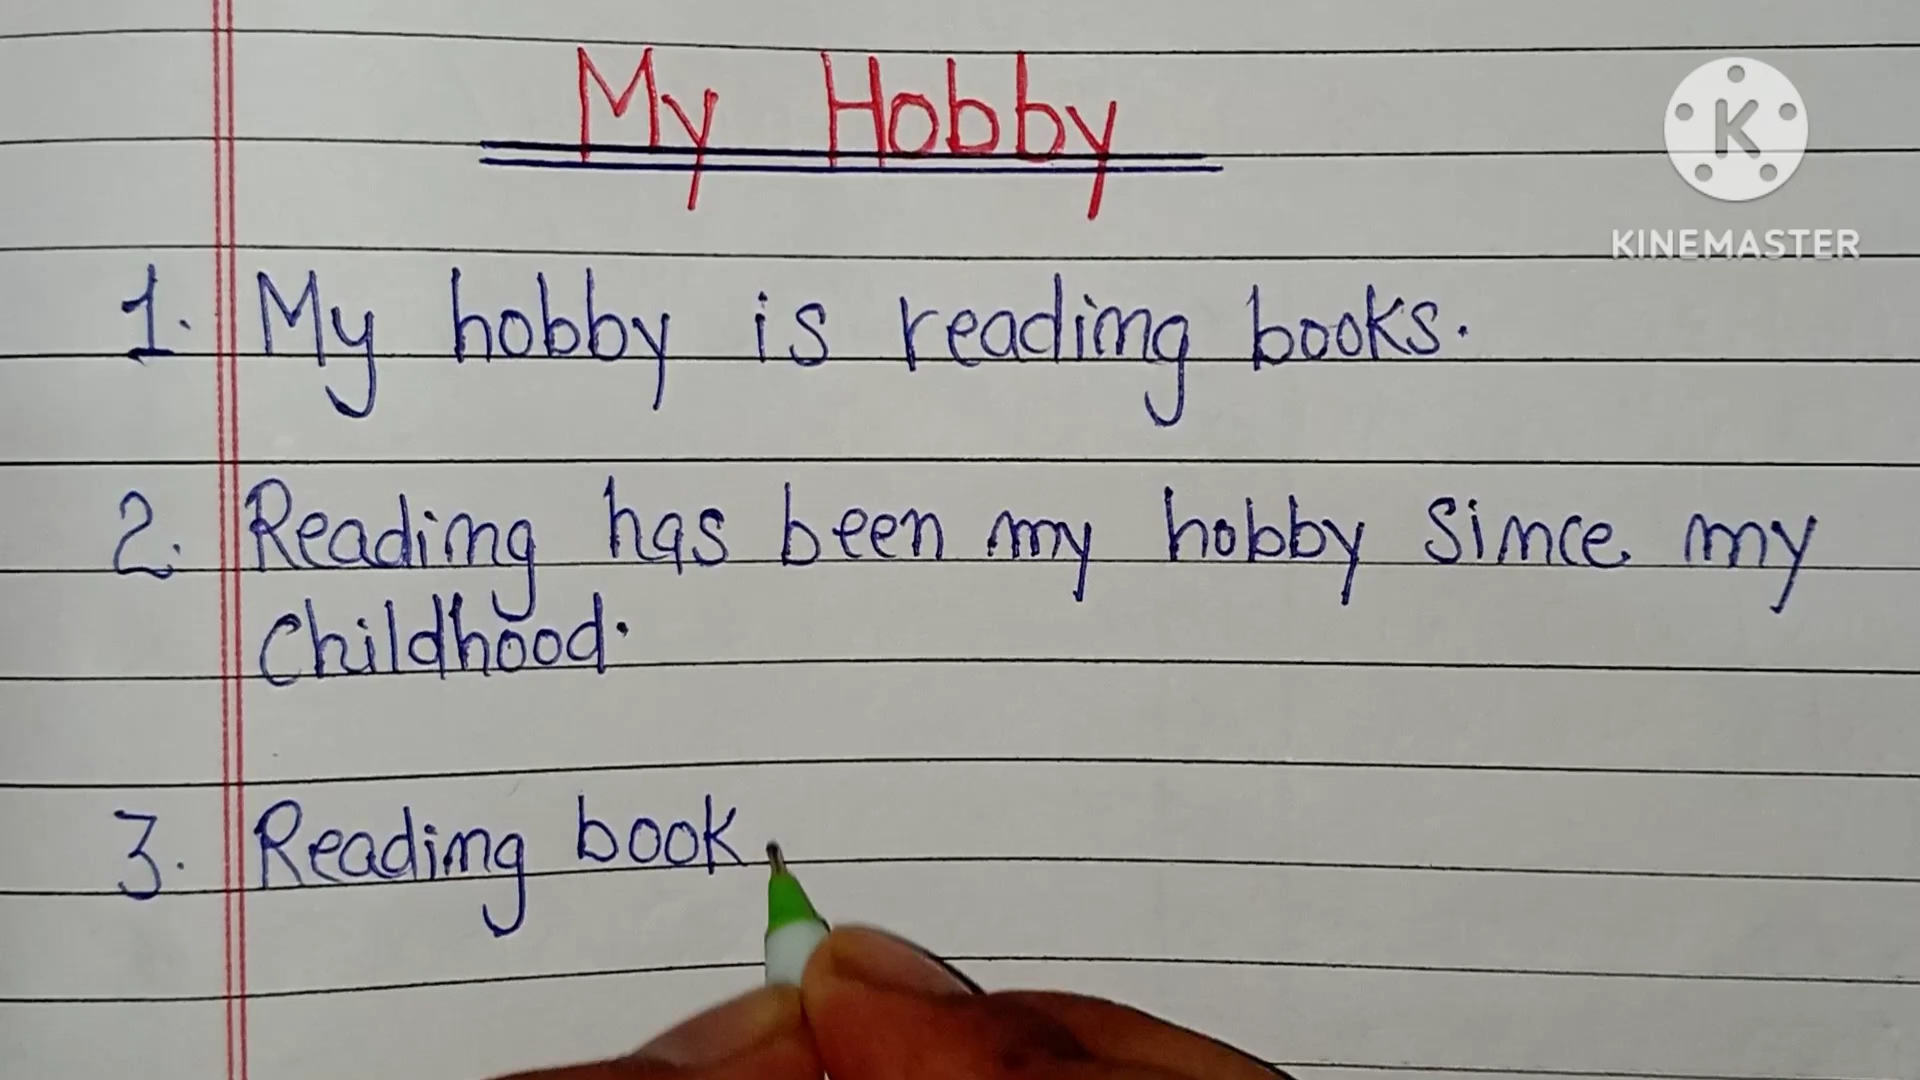 My Hobby
K
KINEMASTER
1. My hobby is reading books.
2. Reading has been my hobby since my
childhood.
3. Reading book